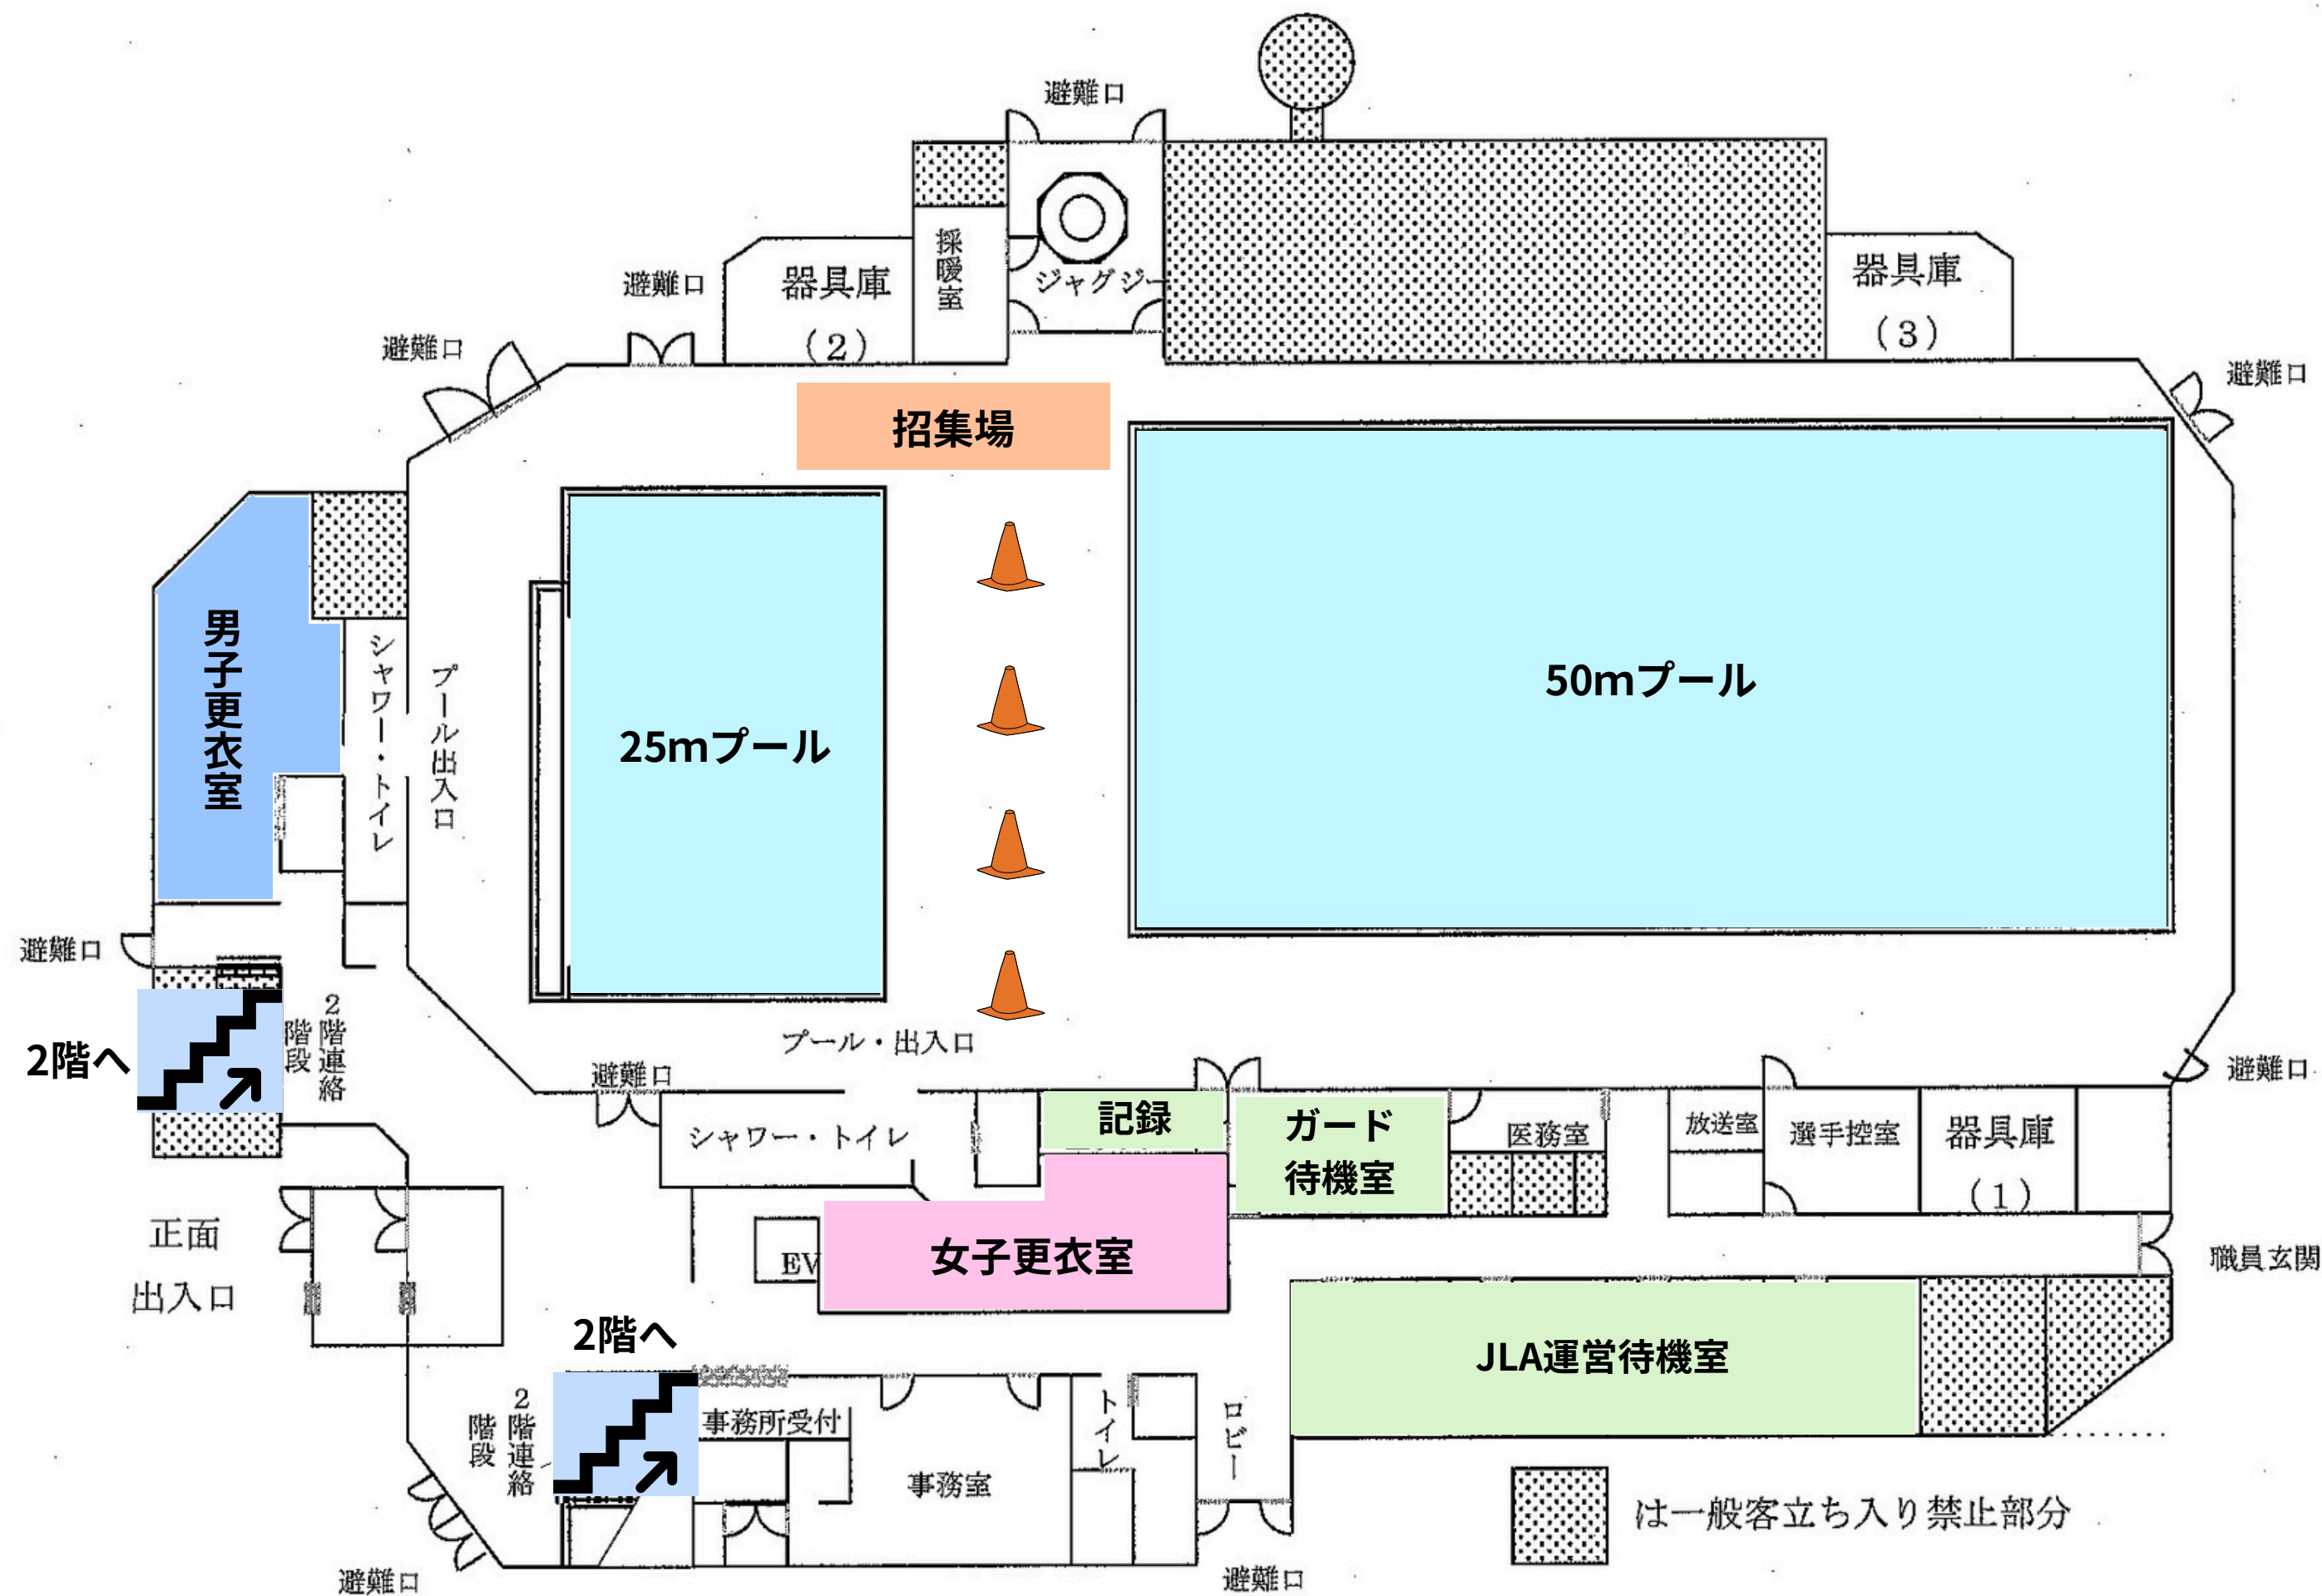 避難口
採暖室
ジャグジー
器具庫
(2)
避難口
器具庫
(3)
避難口
避難口
招集場
男子更衣室
シャワー・トイレ
プール出入口
25mプール
50mプール
避難口
2階へ
2階連絡
階段
プール・出入口
避難口
避難口
シャワー・トイレ
記録
ガード
待機室
医務室
放送室
選手控室
器具庫
(1)
正面
出入口
EV
女子更衣室
職員玄関
2階へ
JLA運営待機室
2階連絡
階段
事務所受付
トイレ
ロビー
事務室
は一般客立ち入り禁止部分
避難口
避難口